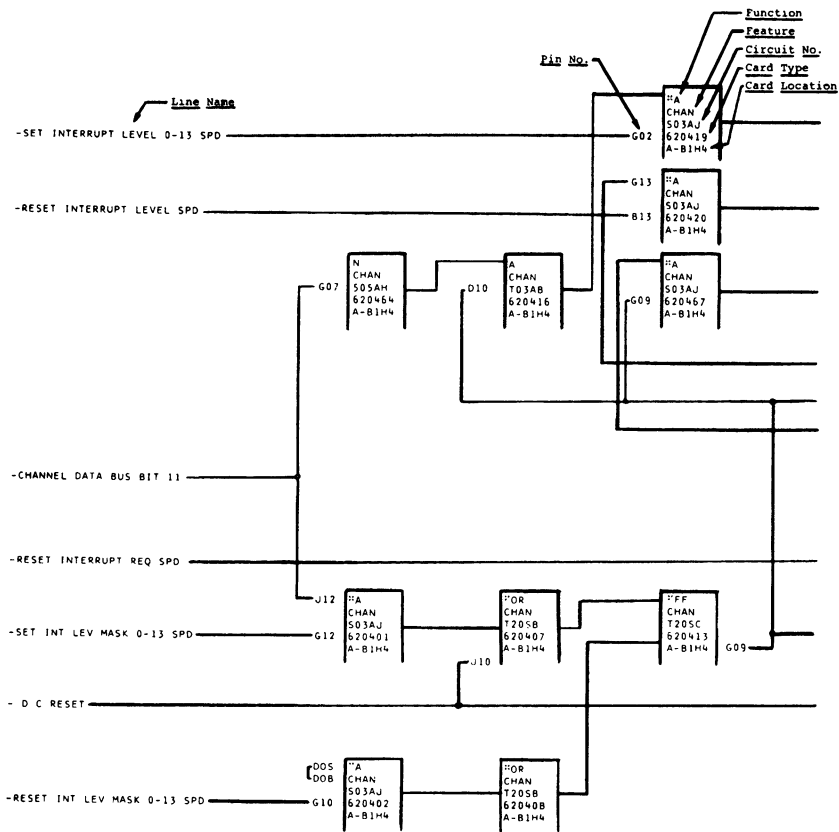 Function
Feature
Circuit No.
Card Type
Card Location
Pin No.
Line Name
-SET INTERRUPT LEVEL 0-13 SPD
G02
::A
CHAN
S03AJ
620419
A-B1H4
-RESET INTERRUPT LEVEL SPD
G13
B13
::A
CHAN
S03AJ
620420
A-B1H4
G07
N
CHAN
S05AH
620464
A-B1H4
D10
A
CHAN
T03AB
620416
A-B1H4
G09
::A
CHAN
S03AJ
620467
A-B1H4
-CHANNEL DATA BUS BIT 11
-RESET INTERRUPT REQ SPD
J12
-SET INT LEV MASK 0-13 SPD
G12
::A
CHAN
S03AJ
620401
A-B1H4
::OR
CHAN
T20SB
620407
A-B1H4
J10
::FF
CHAN
T20SC
620413
A-B1H4
G09
- D C RESET
DOS
DOB
-RESET INT LEV MASK 0-13 SPD
G10
::A
CHAN
S03AJ
620402
A-B1H4
::OR
CHAN
T20SB
62040B
A-B1H4